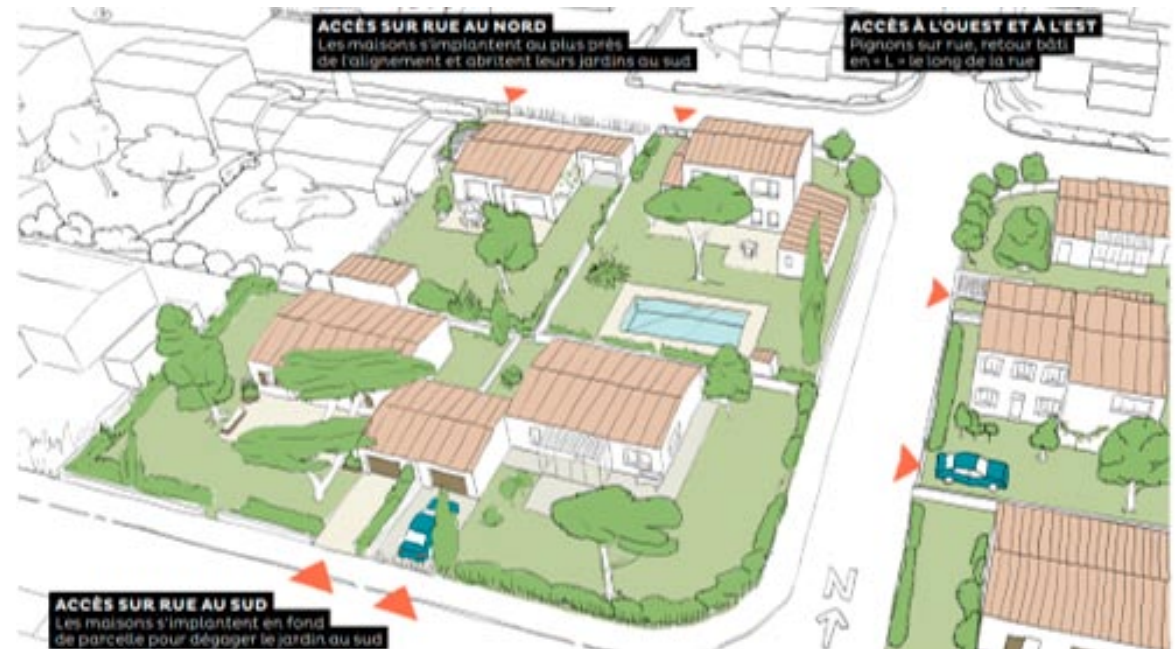 ACCÈS SUR RUE AU NORD
Les maisons s'implantent au plus près
de l'alignement et abritent leurs jardins au sud
ACCÈS À L'OUEST ET À L'EST
Pignons sur rue, retour bâti
en « L » le long de la rue
N
ACCÈS SUR RUE AU SUD
Les maisons s'implantent en fond
de parcelle pour dégager le jardin au sud